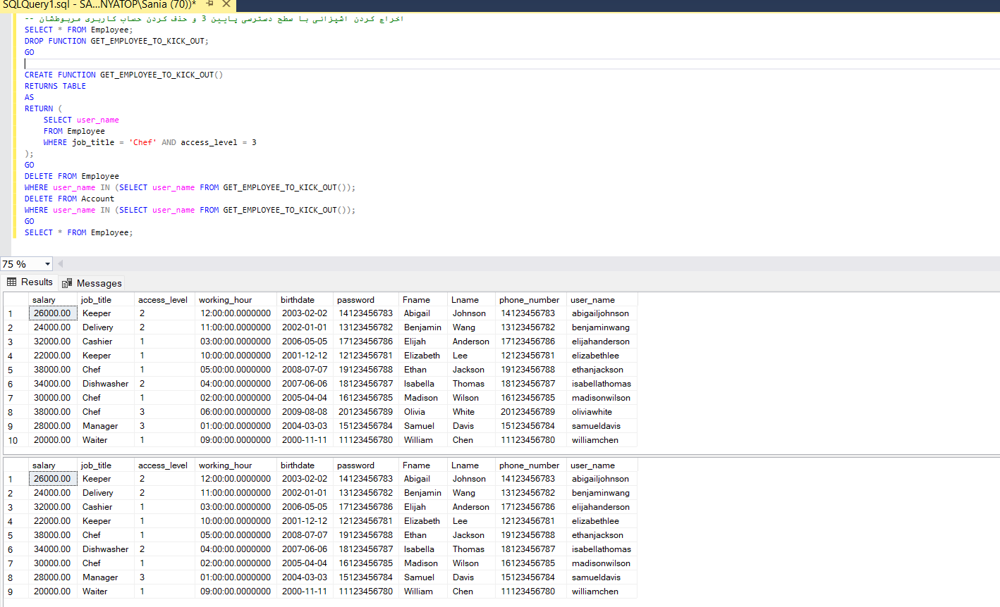 SQLQuery1.sql - SA...NYATOP\Sania (70))*
-- اخراج کردن اشپزانی با سطح دسترسی پایین 3 و حذف کردن حساب کاربری مربوطشان
SELECT * FROM Employee;
DROP FUNCTION GET_EMPLOYEE_TO_KICK_OUT;
GO
CREATE FUNCTION GET_EMPLOYEE_TO_KICK_OUT()
RETURNS TABLE
AS
RETURN (
SELECT user_name
FROM Employee
WHERE job_title = 'Chef' AND access_level = 3
);
GO
DELETE FROM Employee
WHERE user_name IN (SELECT user_name FROM GET_EMPLOYEE_TO_KICK_OUT());
DELETE FROM Account
WHERE user_name IN (SELECT user_name FROM GET_EMPLOYEE_TO_KICK_OUT());
GO
SELECT * FROM Employee;
75 %
Results Messages
salary job_title access_level working_hour birthdate password Fname Lname phone_number user_name
1 26000.00 Keeper 2 12:00:00.0000000 2003-02-02 14123456783 Abigail Johnson 14123456783 abigailjohnson
2 24000.00 Delivery 2 11:00:00.0000000 2002-01-01 13123456782 Benjamin Wang 13123456782 benjaminwang
3 32000.00 Cashier 1 03:00:00.0000000 2006-05-05 17123456786 Elijah Anderson 17123456786 elijahanderson
4 22000.00 Keeper 1 10:00:00.0000000 2001-12-12 12123456781 Elizabeth Lee 12123456781 elizabethlee
5 38000.00 Chef 1 05:00:00.0000000 2008-07-07 19123456788 Ethan Jackson 19123456788 ethanjackson
6 34000.00 Dishwasher 2 04:00:00.0000000 2007-06-06 18123456787 Isabella Thomas 18123456787 isabellathomas
7 30000.00 Chef 1 02:00:00.0000000 2005-04-04 16123456785 Madison Wilson 16123456785 madisonwilson
8 38000.00 Chef 3 06:00:00.0000000 2009-08-08 20123456789 Olivia White 20123456789 oliviawhite
9 28000.00 Manager 3 01:00:00.0000000 2004-03-03 15123456784 Samuel Davis 15123456784 samueldavis
10 20000.00 Waiter 1 09:00:00.0000000 2000-11-11 11123456780 William Chen 11123456780 williamchen
salary job_title access_level working_hour birthdate password Fname Lname phone_number user_name
1 26000.00 Keeper 2 12:00:00.0000000 2003-02-02 14123456783 Abigail Johnson 14123456783 abigailjohnson
2 24000.00 Delivery 2 11:00:00.0000000 2002-01-01 13123456782 Benjamin Wang 13123456782 benjaminwang
3 32000.00 Cashier 1 03:00:00.0000000 2006-05-05 17123456786 Elijah Anderson 17123456786 elijahanderson
4 22000.00 Keeper 1 10:00:00.0000000 2001-12-12 12123456781 Elizabeth Lee 12123456781 elizabethlee
5 38000.00 Chef 1 05:00:00.0000000 2008-07-07 19123456788 Ethan Jackson 19123456788 ethanjackson
6 34000.00 Dishwasher 2 04:00:00.0000000 2007-06-06 18123456787 Isabella Thomas 18123456787 isabellathomas
7 30000.00 Chef 1 02:00:00.0000000 2005-04-04 16123456785 Madison Wilson 16123456785 madisonwilson
8 28000.00 Manager 3 01:00:00.0000000 2004-03-03 15123456784 Samuel Davis 15123456784 samueldavis
9 20000.00 Waiter 1 09:00:00.0000000 2000-11-11 11123456780 William Chen 11123456780 williamchen